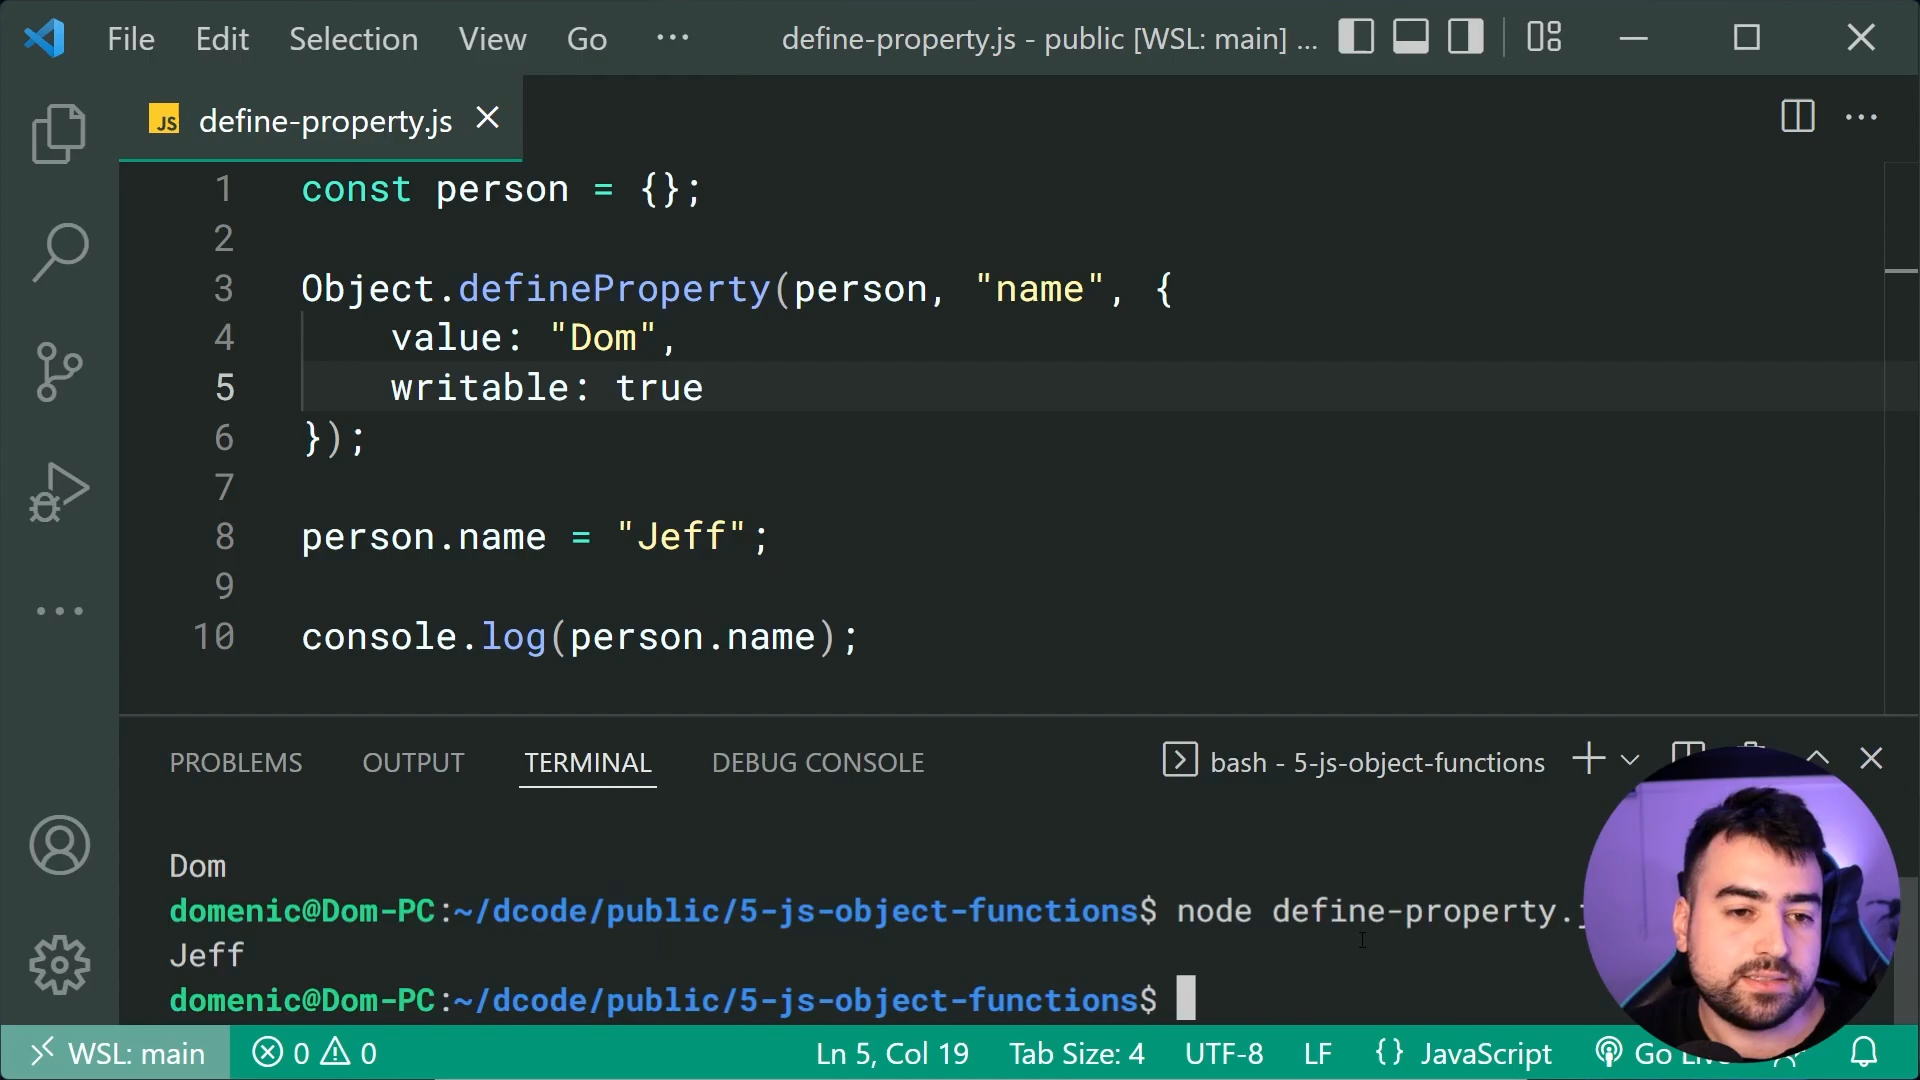 File Edit Selection View Go ··· define-property.js - public [WSL: main] ...
JS define-property.js
1 const person = {};
2
3 Object.defineProperty(person, "name", {
4 value: "Dom",
5 writable: true
6 });
7
8 person.name = "Jeff";
9
10 console.log(person.name);
PROBLEMS OUTPUT TERMINAL DEBUG CONSOLE bash - 5-js-object-functions
Dom
domenic@Dom-PC:~/dcode/public/5-js-object-functions$ node define-property.j
Jeff
domenic@Dom-PC:~/dcode/public/5-js-object-functions$
WSL: main 0 0 Ln 5, Col 19 Tab Size: 4 UTF-8 LF {} JavaScript Go